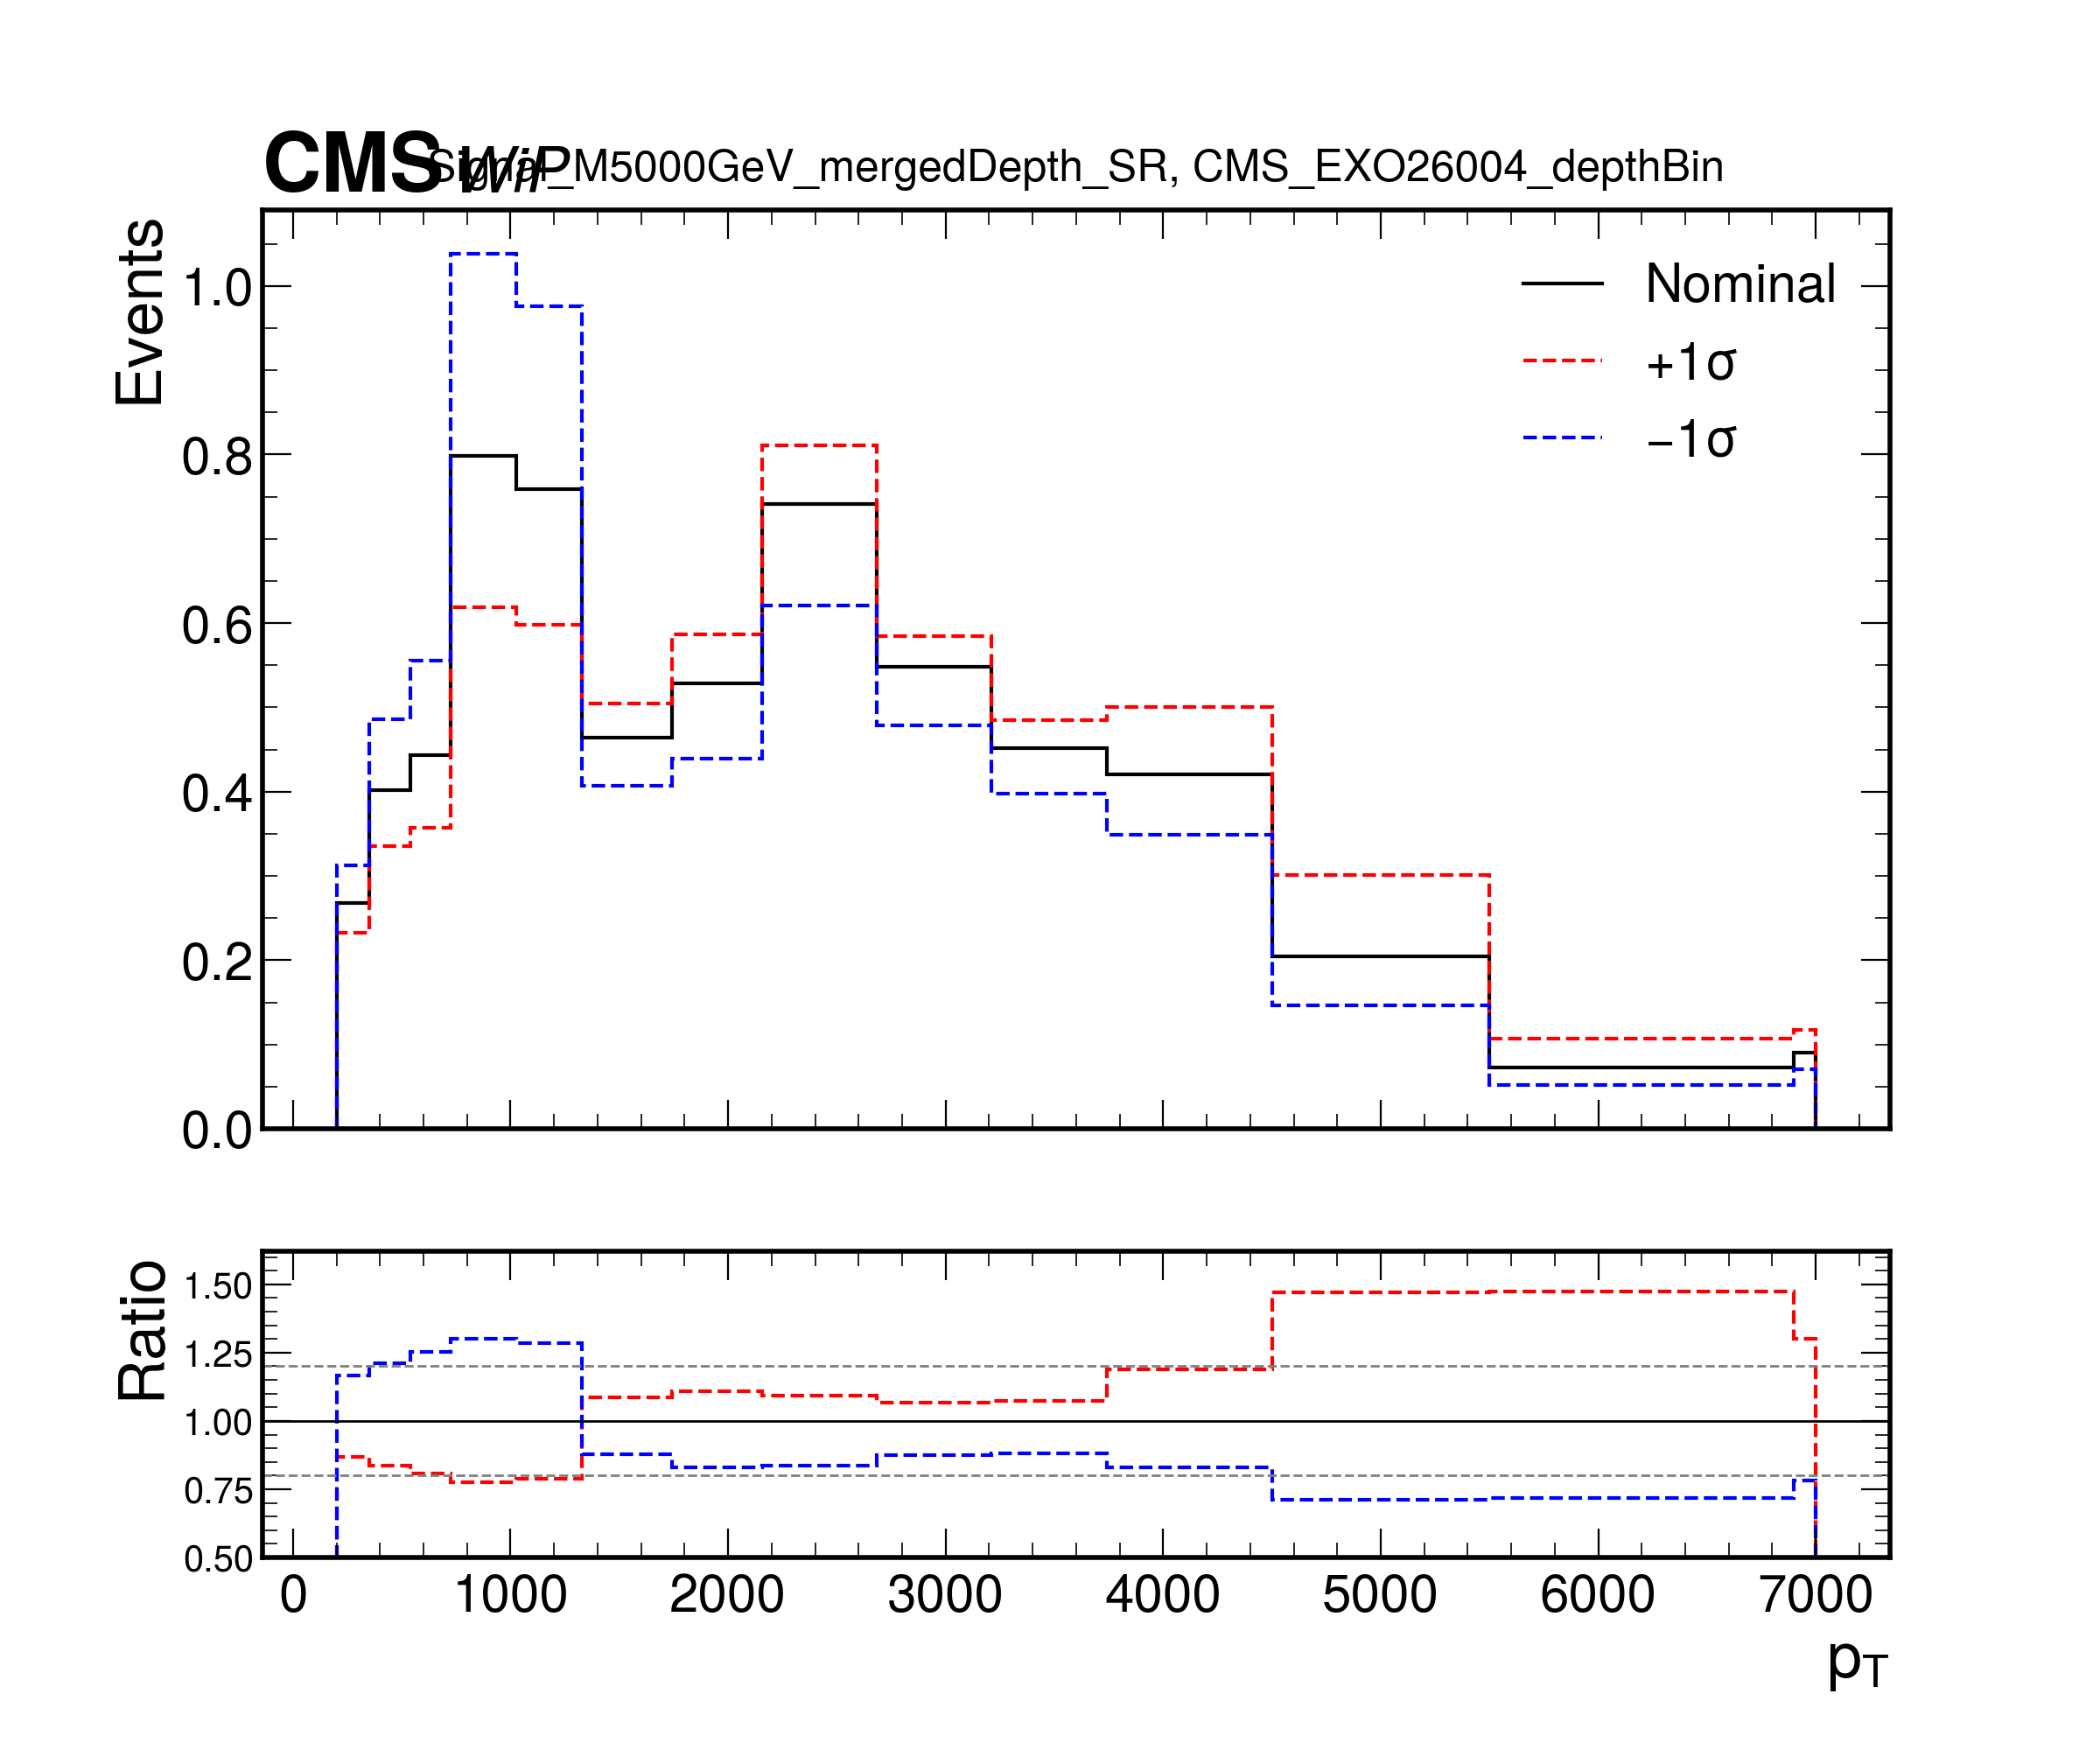 CMS WiP Signal_M5000GeV_mergedDepth_SR, CMS_EXO26004_depthBin
Events
1.0
0.8
0.6
0.4
0.2
0.0
Nominal
+1σ
−1σ
Ratio
1.50
1.25
1.00
0.75
0.50
0 1000 2000 3000 4000 5000 6000 7000
pT